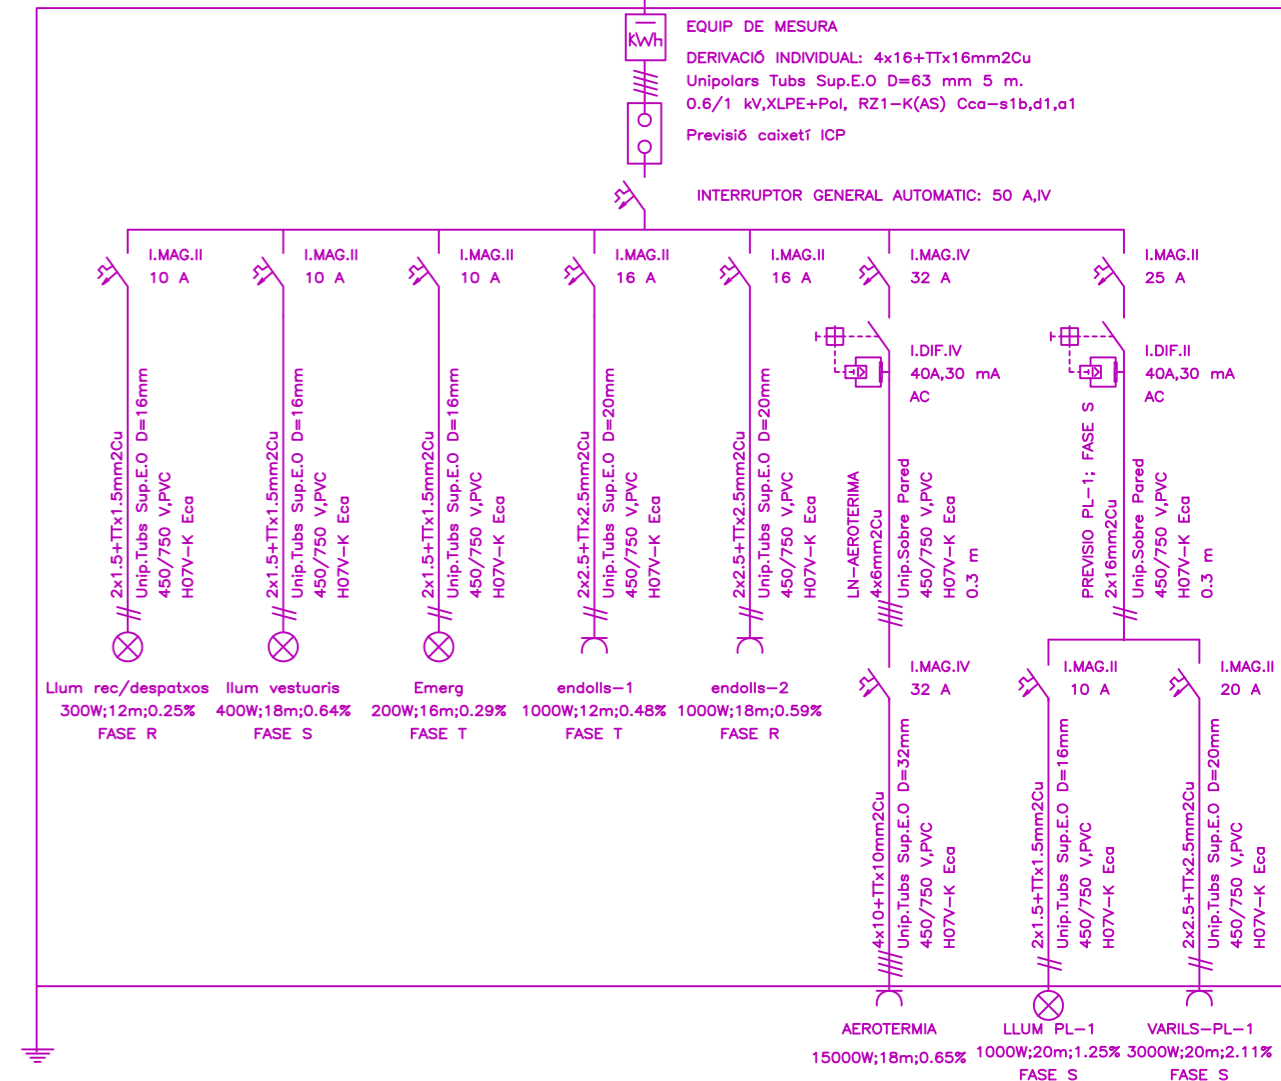 KWh
EQUIP DE MESURA
DERIVACIÓ INDIVIDUAL: 4x16+TTx16mm2Cu
Unipolars Tubs Sup.E.O D=63 mm 5 m.
0.6/1 kV,XLPE+Pol, RZ1-K(AS) Cca-s1b,d1,a1
Previsió caixetí ICP
INTERRUPTOR GENERAL AUTOMATIC: 50 A,IV
I.MAG.II
10 A
I.MAG.II
10 A
I.MAG.II
10 A
I.MAG.II
16 A
I.MAG.II
16 A
I.MAG.IV
32 A
I.MAG.II
25 A
I.DIF.IV
40A,30 mA
AC
I.DIF.II
40A,30 mA
AC
2x1.5+TTx1.5mm2Cu
Unip.Tubs Sup.E.O D=16mm
450/750 V,PVC
H07V-K Eca
2x1.5+TTx1.5mm2Cu
Unip.Tubs Sup.E.O D=16mm
450/750 V,PVC
H07V-K Eca
2x1.5+TTx1.5mm2Cu
Unip.Tubs Sup.E.O D=16mm
450/750 V,PVC
H07V-K Eca
2x2.5+TTx2.5mm2Cu
Unip.Tubs Sup.E.O D=20mm
450/750 V,PVC
H07V-K Eca
2x2.5+TTx2.5mm2Cu
Unip.Tubs Sup.E.O D=20mm
450/750 V,PVC
H07V-K Eca
LN-AEROTERIMA
4x6mm2Cu
Unip.Sobre Pared
450/750 V,PVC
H07V-K Eca
0.3 m
PREVISIO PL-1; FASE S
2x16mm2Cu
Unip.Sobre Pared
450/750 V,PVC
H07V-K Eca
0.3 m
Llum rec/despatxos
300W;12m;0.25%
FASE R
llum vestuaris
400W;18m;0.64%
FASE S
Emerg
200W;16m;0.29%
FASE T
endolls-1
1000W;12m;0.48%
FASE T
endolls-2
1000W;18m;0.59%
FASE R
I.MAG.IV
32 A
I.MAG.II
10 A
I.MAG.II
20 A
4x10+TTx10mm2Cu
Unip.Tubs Sup.E.O D=32mm
450/750 V,PVC
H07V-K Eca
2x1.5+TTx1.5mm2Cu
Unip.Tubs Sup.E.O D=16mm
450/750 V,PVC
H07V-K Eca
2x2.5+TTx2.5mm2Cu
Unip.Tubs Sup.E.O D=20mm
450/750 V,PVC
H07V-K Eca
AEROTERMIA
15000W;18m;0.65%
LLUM PL-1
1000W;20m;1.25%
FASE S
VARILS-PL-1
3000W;20m;2.11%
FASE S